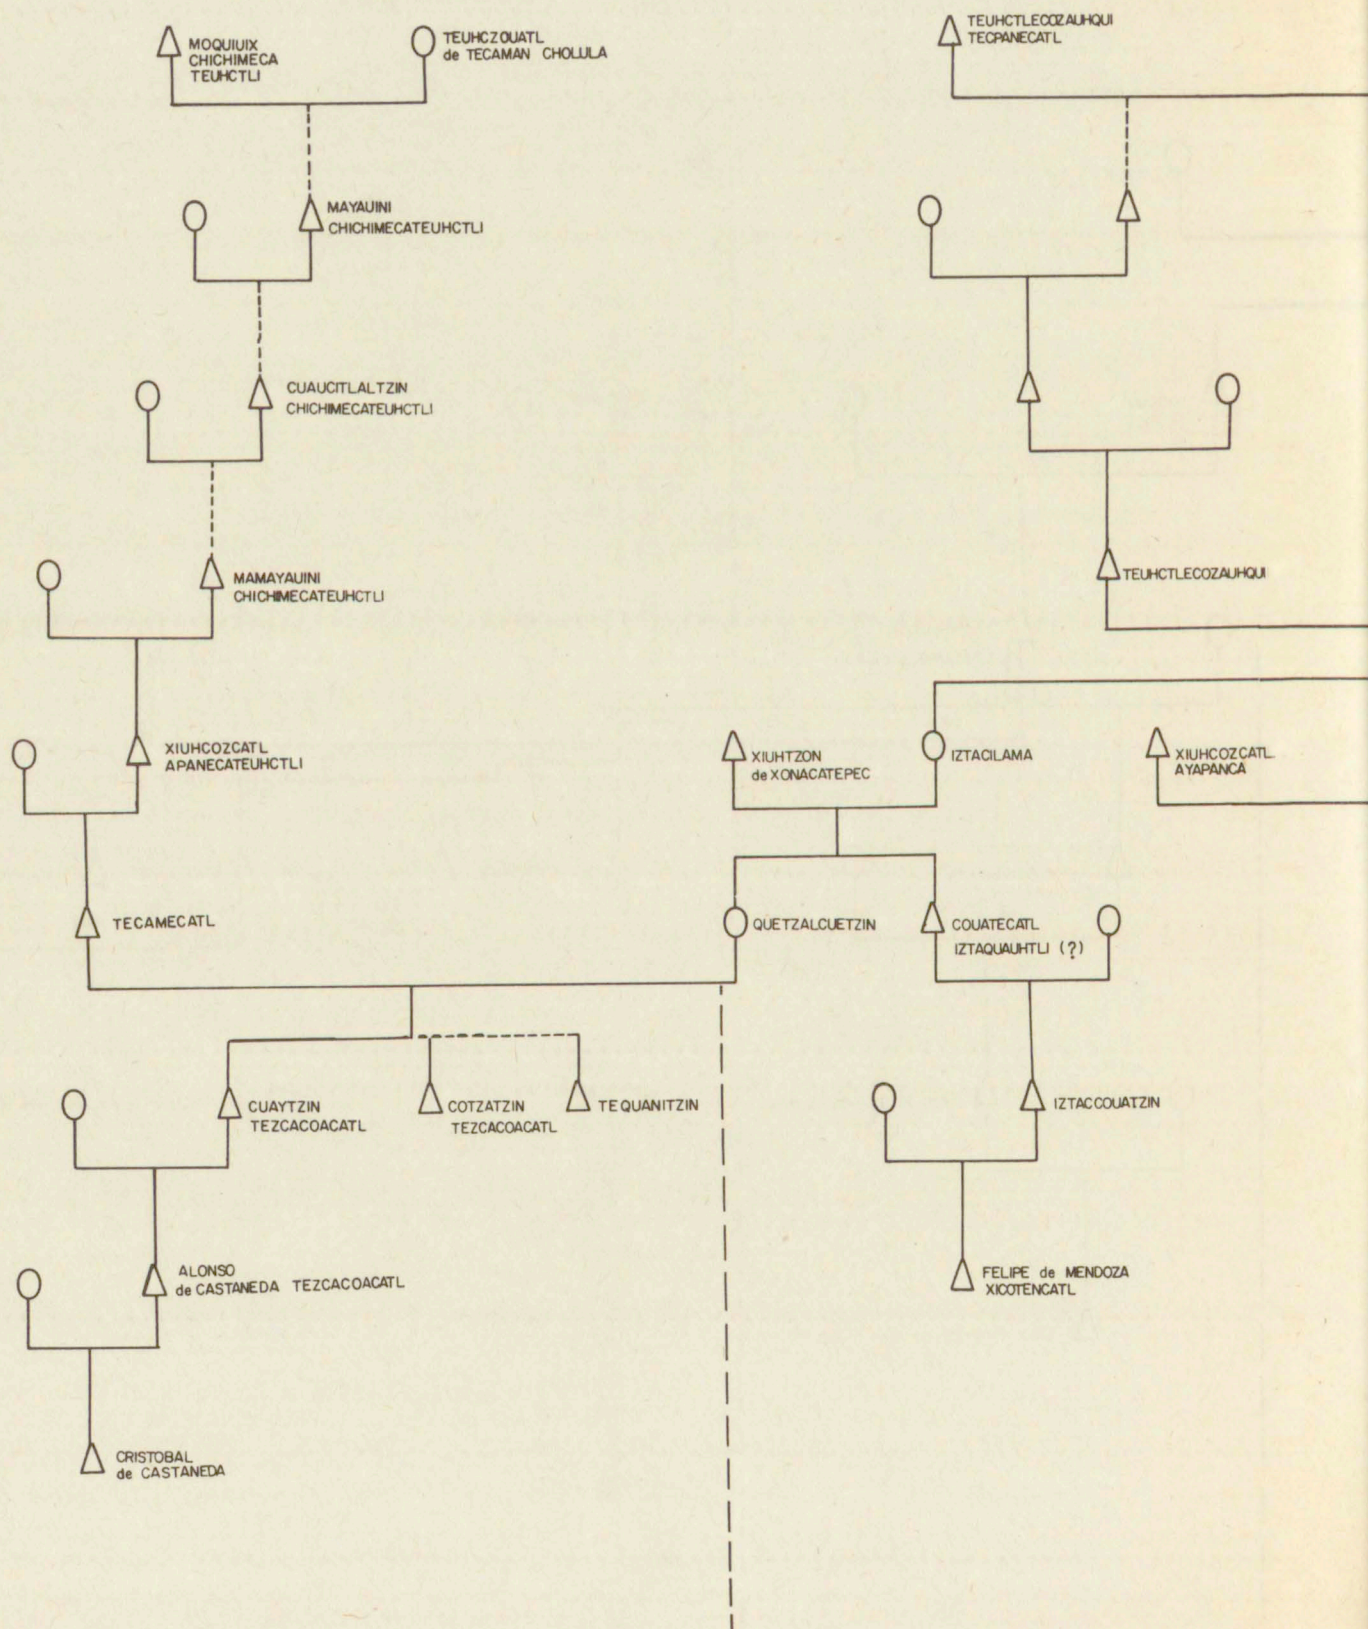 MOQUIUIX
CHICHIMECA
TEUHCTLI
TEUHCZOUATL
de TECAMAN CHOLULA
TEUHCTLECOZAUHQUI
TECPANECATL
MAYAUINI
CHICHIMECATEUHCTLI
CUAUCITLALTZIN
CHICHIMECATEUHCTLI
MAMAYAUINI
CHICHIMECATEUHCTLI
TEUHCTLECOZAUHQUI
XIUHCOZCATL
APANECATEUHCTLI
XIUHTZON
de XONACATEPEC
IZTACILAMA
XIUHCOZCATL
AYAPANCA
TECAMECATL
QUETZALCUETZIN
COUATECATL
IZTAQUAUHTLI (?)
CUAYTZIN
TEZCACOACATL
COTZATZIN
TEZCACOACATL
TEQUANITZIN
IZTACCOUATZIN
ALONSO
de CASTANEDA TEZCACOACATL
FELIPE de MENDOZA
XICOTENCATL
CRISTOBAL
de CASTANEDA